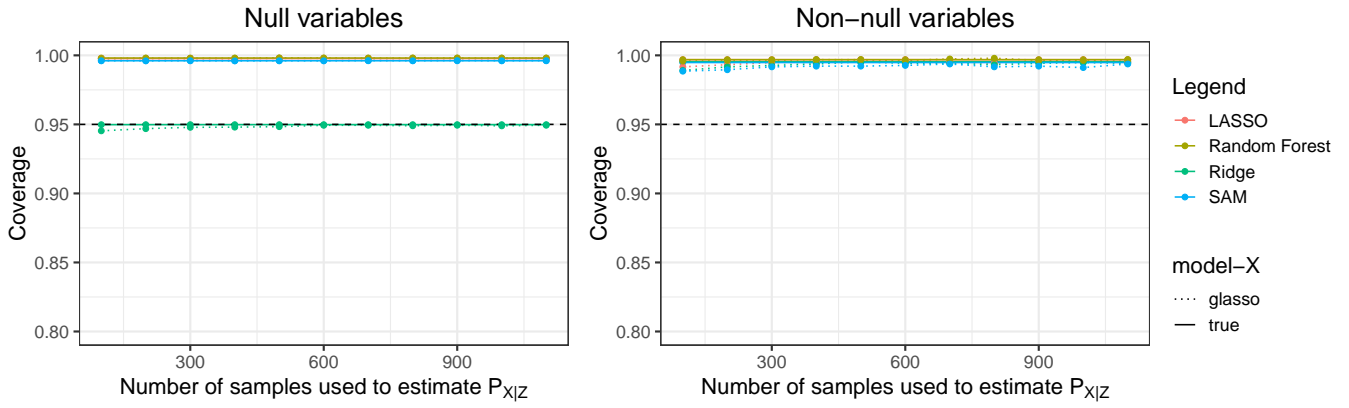 Null variables
Non−null variables
Coverage
1.00
0.95
0.90
0.85
0.80
300
600
900
Number of samples used to estimate P_X|Z
Coverage
1.00
0.95
0.90
0.85
0.80
300
600
900
Number of samples used to estimate P_X|Z
Legend
LASSO
Random Forest
Ridge
SAM
model−X
glasso
true